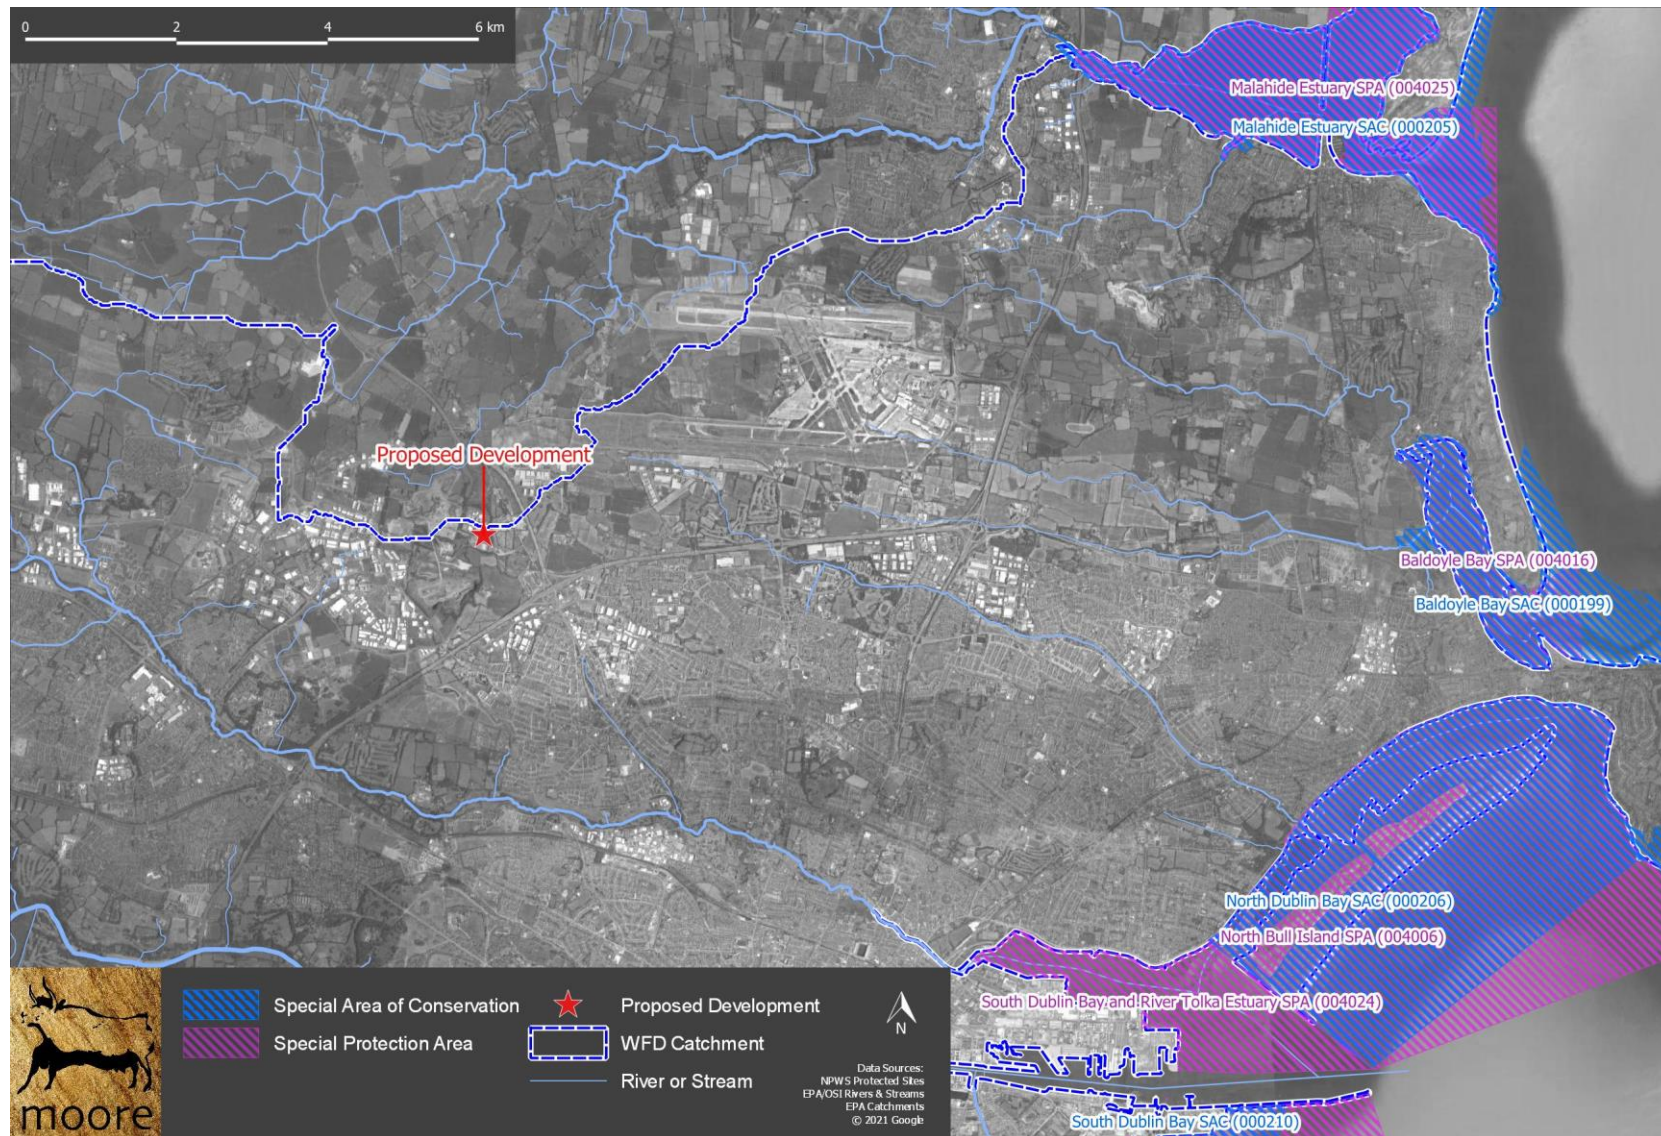 0 2 4 6 km
Malahide Estuary SPA (004025)
Malahide Estuary SAC (000205)
Proposed Development
Baldoyle Bay SPA (004016)
Baldoyle Bay SAC (000199)
North Dublin Bay SAC (000206)
North Bull Island SPA (004006)
South Dublin Bay and River Tolka Estuary SPA (004024)
South Dublin Bay SAC (000210)
moore
Special Area of Conservation
Special Protection Area
Proposed Development
WFD Catchment
River or Stream
N
Data Sources:
NPWS Protected Sites
EPA/OSI Rivers & Streams
EPA Catchments
© 2021 Google